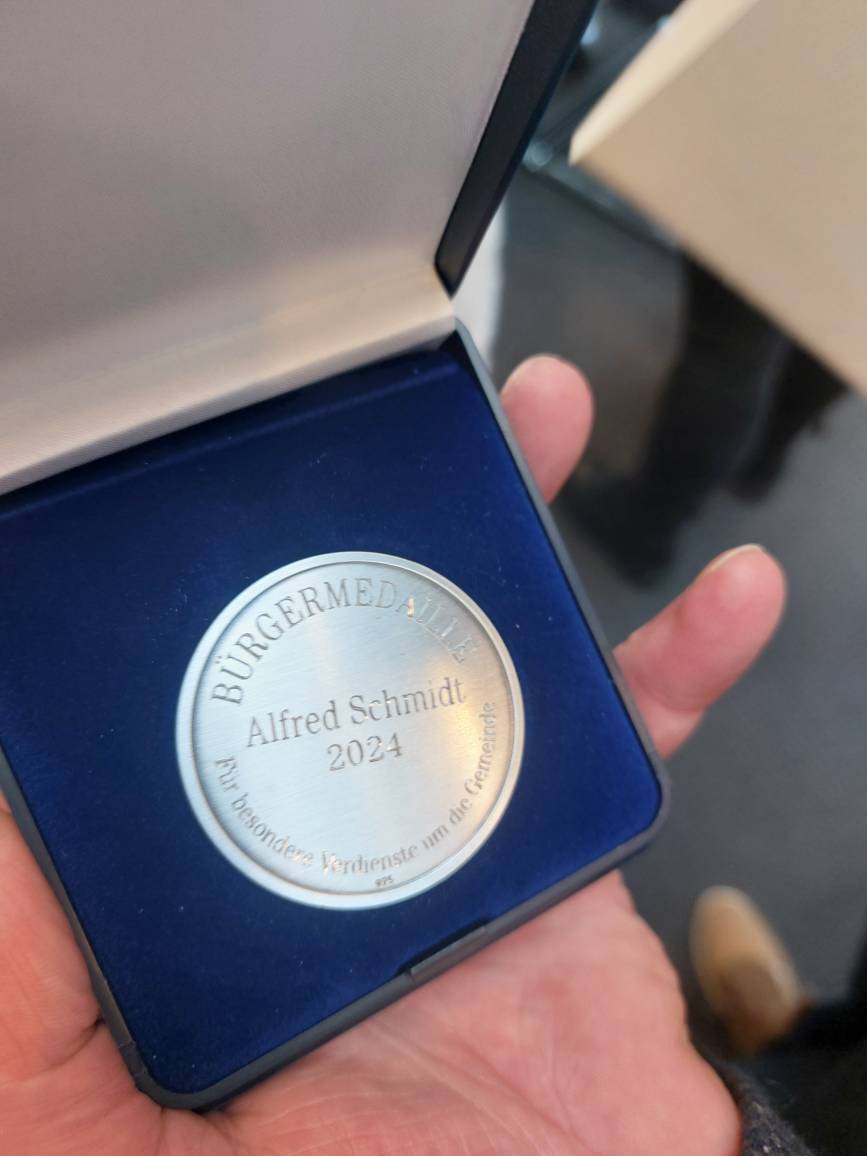 BÜRGERMEDAILLE
Alfred Schmidt
2024
Für besondere Verdienste um die Gemeinde